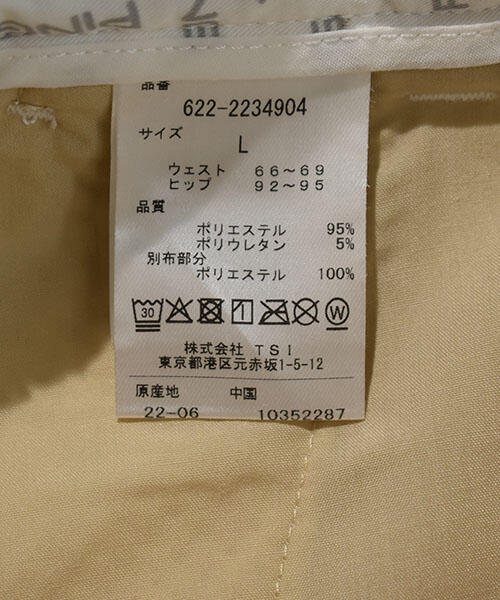 品番
622-2234904
サイズ
L
ウェスト 66～69
ヒップ 92～95
品質
ポリエステル 95%
ポリウレタン 5%
別布部分
ポリエステル 100%
30 W
株式会社 TSI
東京都港区元赤坂1-5-12
原産地 中国
22-06 10352287